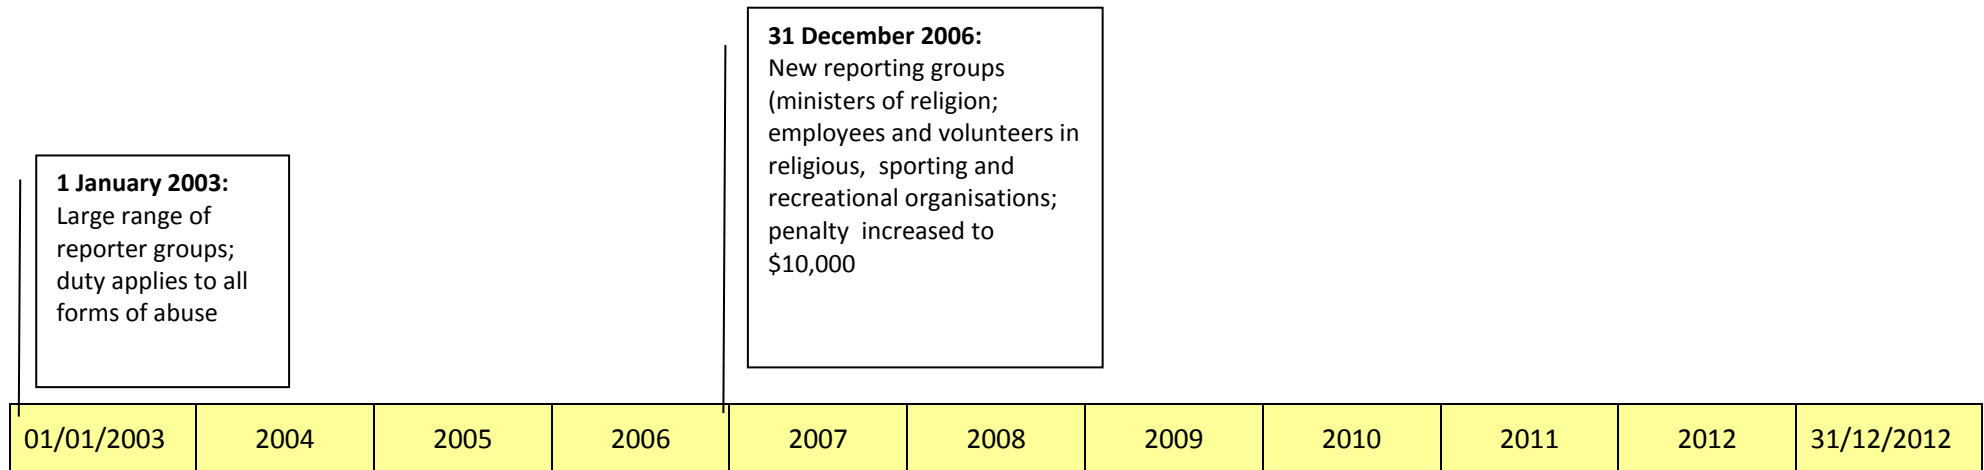 31 December 2006:
New reporting groups
(ministers of religion;
employees and volunteers in
religious, sporting and
recreational organisations;
penalty increased to
$10,000
1 January 2003:
Large range of
reporter groups;
duty applies to all
forms of abuse
01/01/2003 2004 2005 2006 2007 2008 2009 2010 2011 2012 31/12/2012